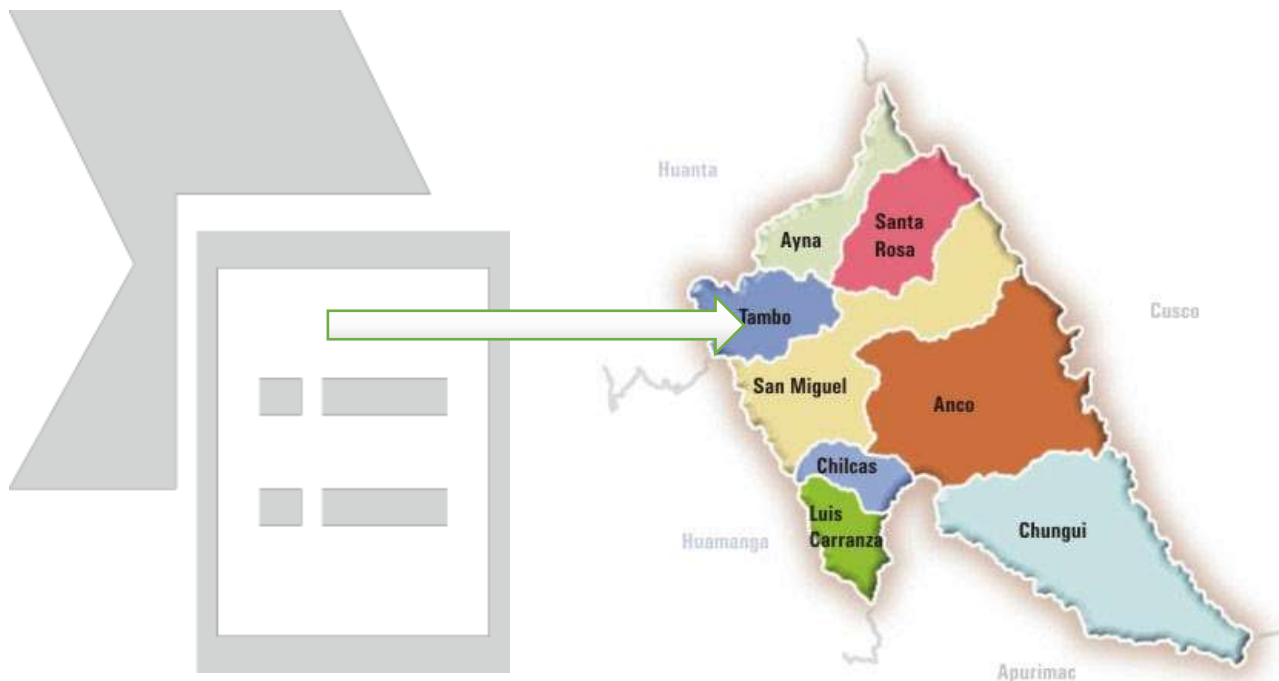 Huanta
Santa
Rosa
Ayna
Cusco
Tambo
San Miguel
Anco
Chilcas
Luis
Carranza
Chungui
Huamanga
Apurimac